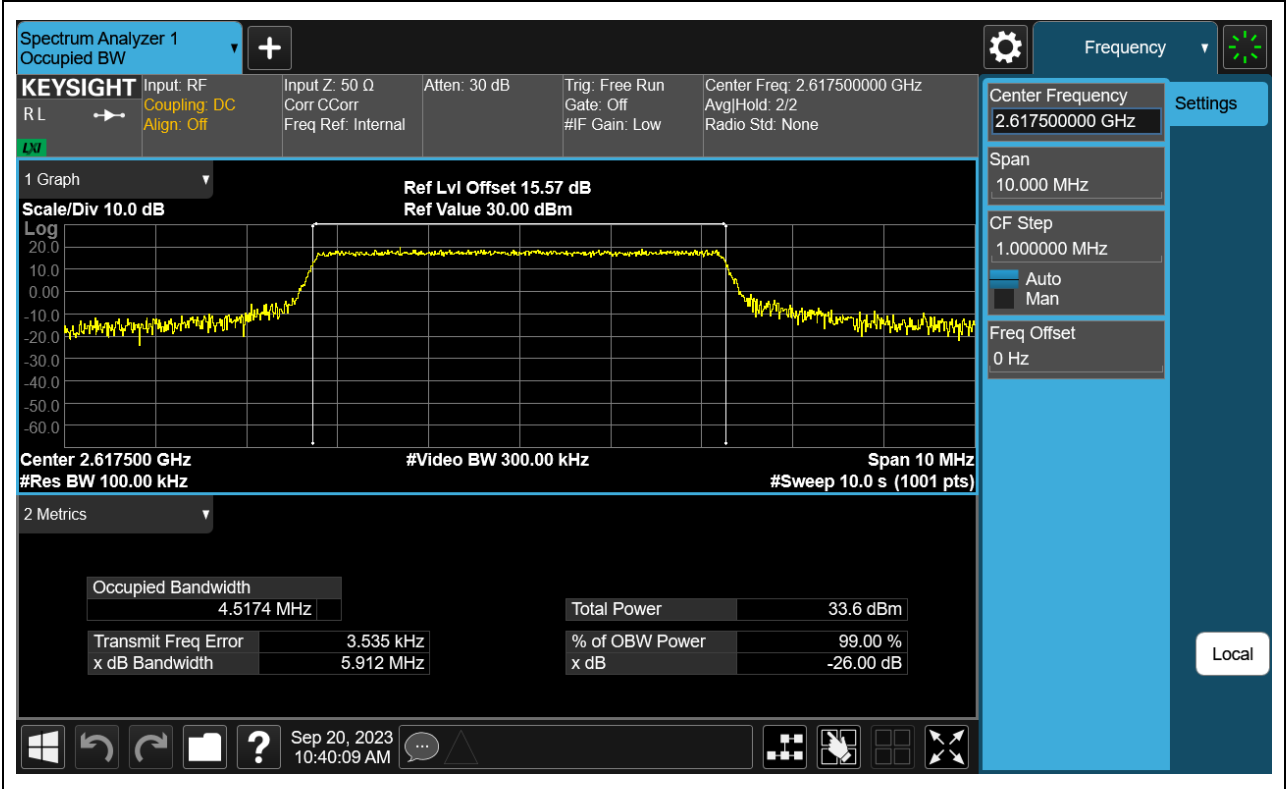 Spectrum Analyzer 1
Occupied BW
Frequency
KEYSIGHT
R L
LXI
Input: RF
Coupling: DC
Align: Off
Input Z: 50 Ω
Corr CCorr
Freq Ref: Internal
Atten: 30 dB
Trig: Free Run
Gate: Off
#IF Gain: Low
Center Freq: 2.617500000 GHz
Avg|Hold: 2/2
Radio Std: None
Center Frequency
2.617500000 GHz
Settings
Span
10.000 MHz
CF Step
1.000000 MHz
Auto
Man
Freq Offset
0 Hz
Local
1 Graph
Ref Lvl Offset 15.57 dB
Scale/Div 10.0 dB
Ref Value 30.00 dBm
Log
20.0
10.0
0.00
-10.0
-20.0
-30.0
-40.0
-50.0
-60.0
Center 2.617500 GHz
#Video BW 300.00 kHz
Span 10 MHz
#Res BW 100.00 kHz
#Sweep 10.0 s (1001 pts)
2 Metrics
Occupied Bandwidth
4.5174 MHz
Total Power 33.6 dBm
Transmit Freq Error 3.535 kHz
% of OBW Power 99.00 %
x dB Bandwidth 5.912 MHz
x dB -26.00 dB
?
Sep 20, 2023
10:40:09 AM